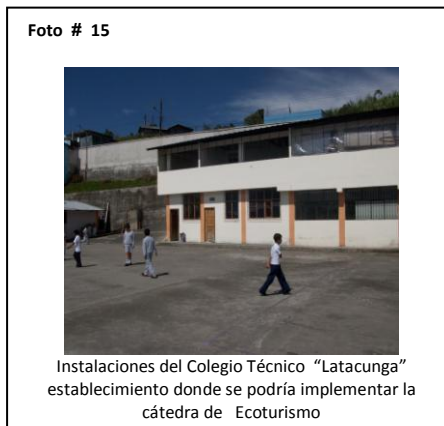 Foto # 15
Instalaciones del Colegio Técnico "Latacunga"
establecimiento donde se podría implementar la
cátedra de Ecoturismo